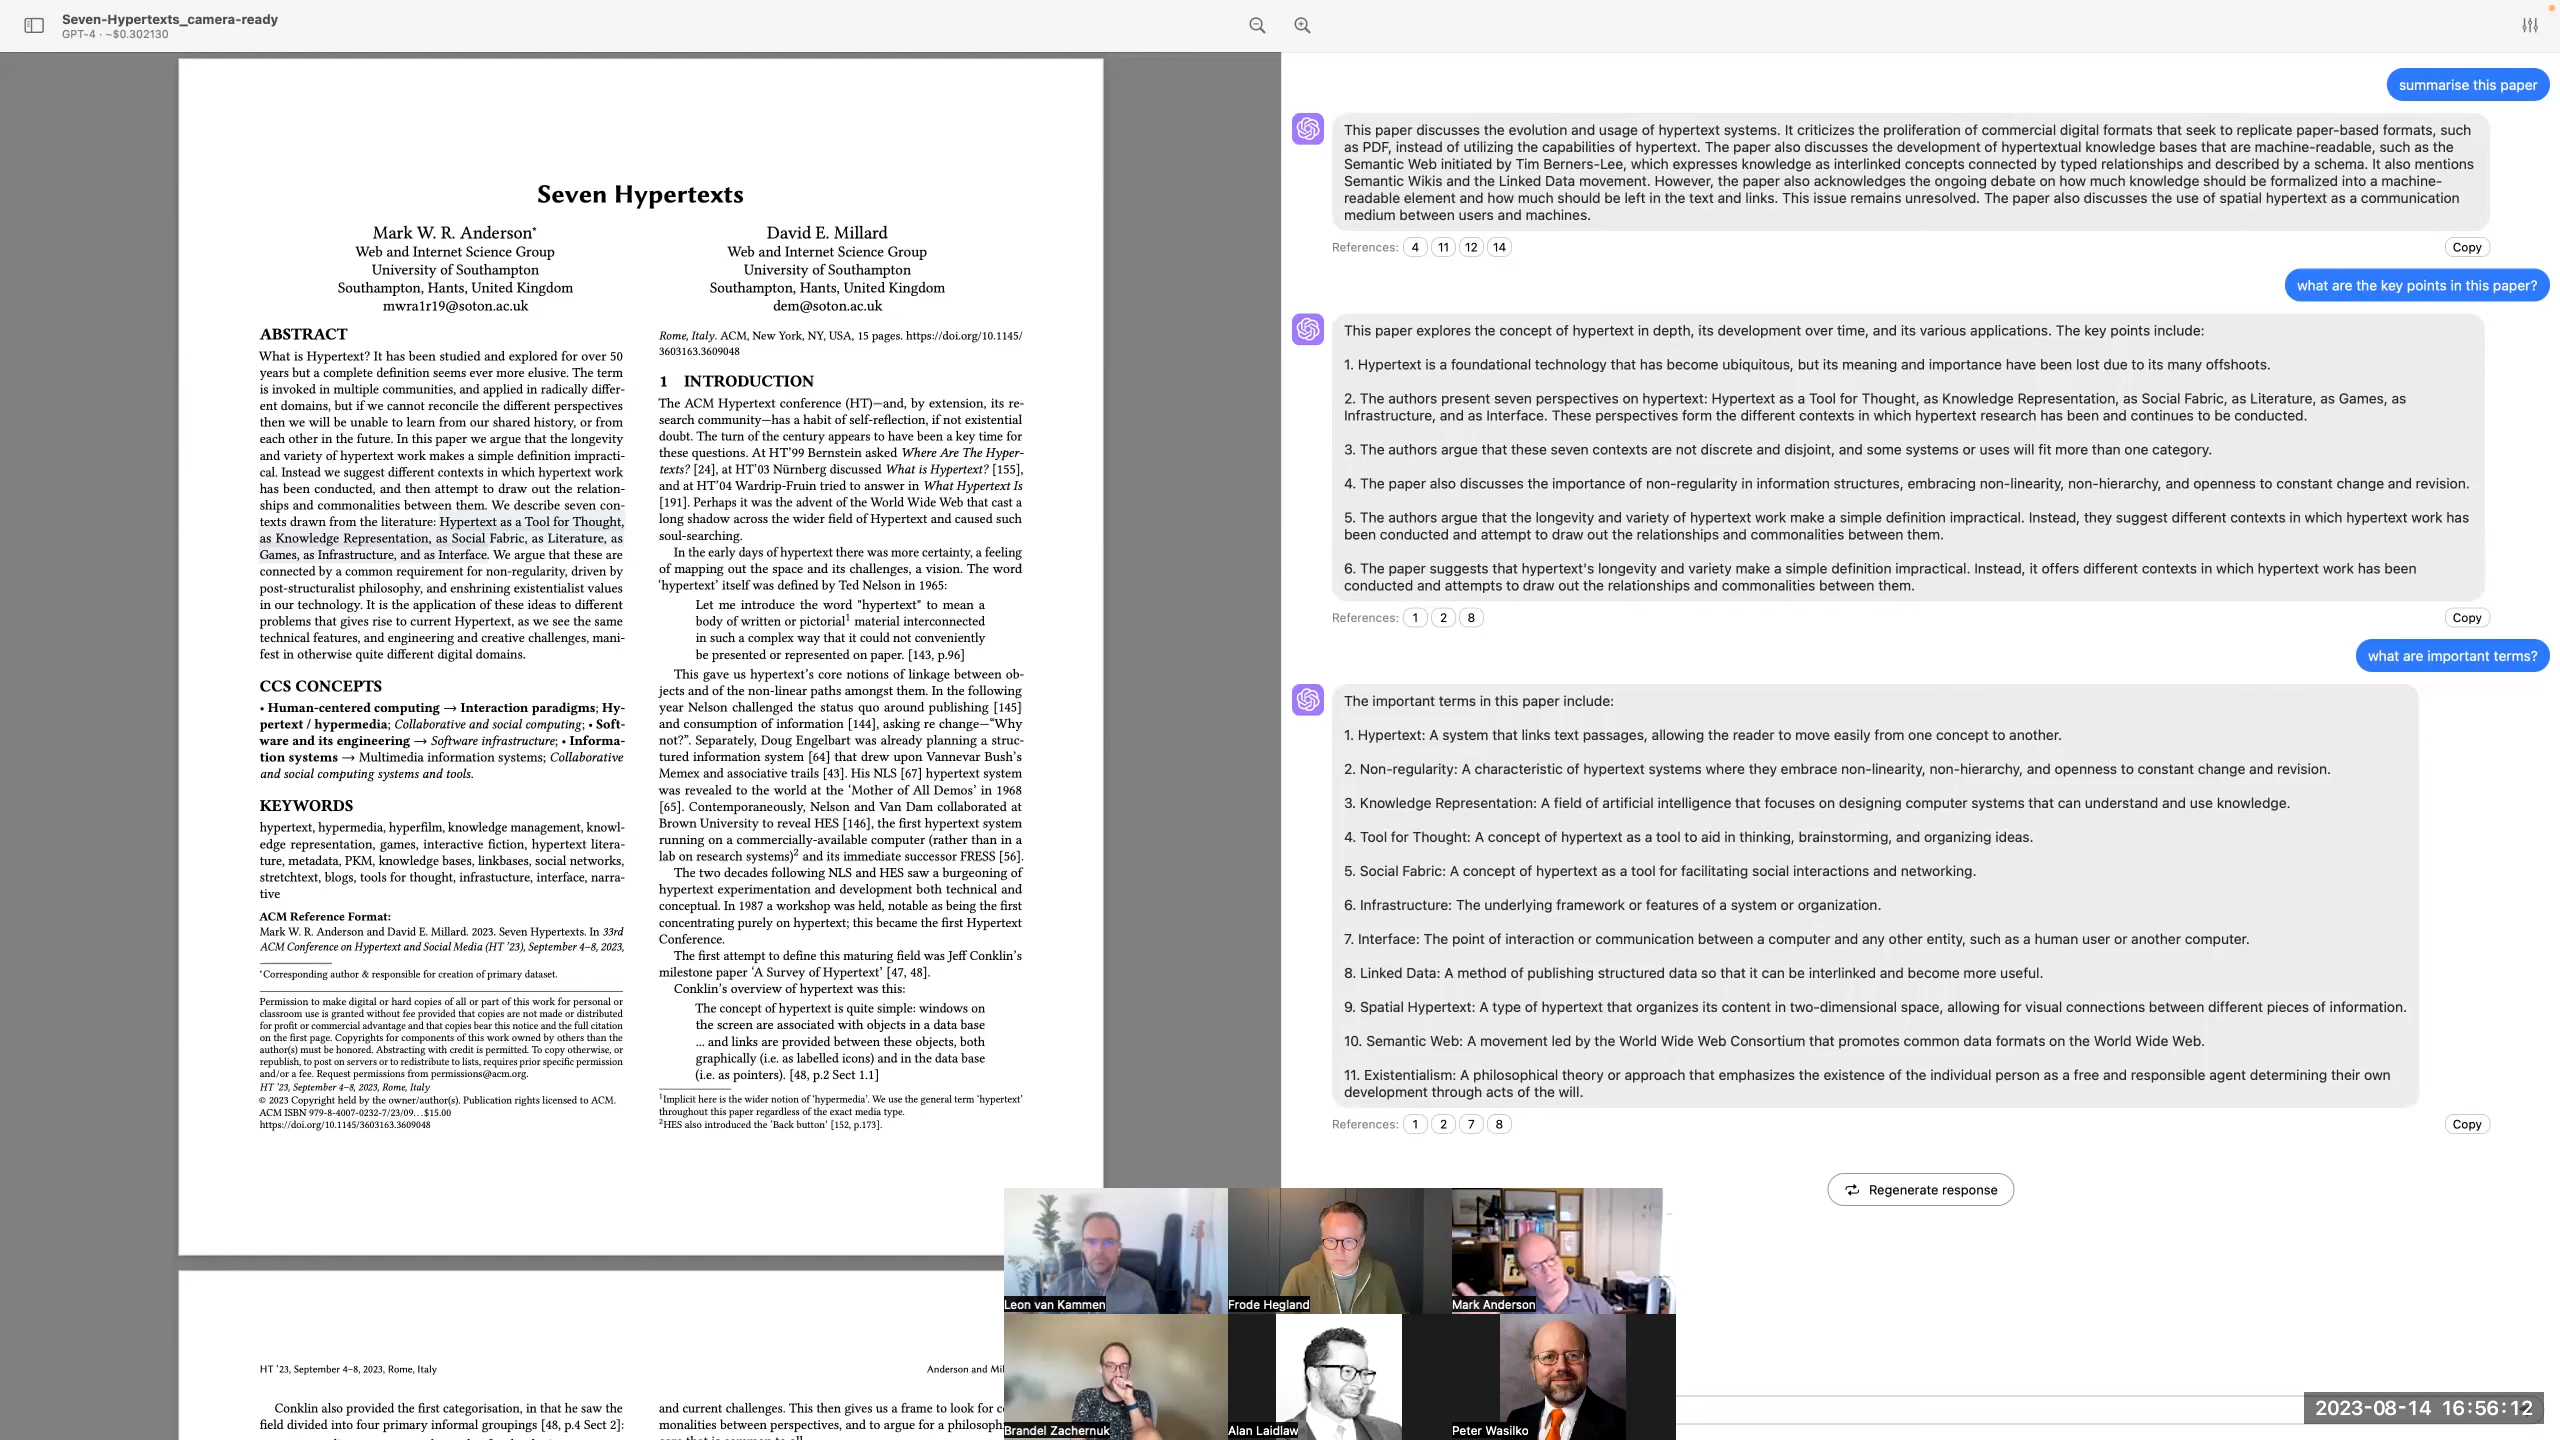 Seven-Hypertexts_camera-ready
GPT-4 · ~$0.302130
Seven Hypertexts
Mark W. R. Anderson*
Web and Internet Science Group
University of Southampton
Southampton, Hants, United Kingdom
mwra1r19@soton.ac.uk
David E. Millard
Web and Internet Science Group
University of Southampton
Southampton, Hants, United Kingdom
dem@soton.ac.uk
ABSTRACT
What is Hypertext? It has been studied and explored for over 50
years but a complete definition seems ever more elusive. The term
is invoked in multiple communities, and applied in radically differ-
ent domains, but if we cannot reconcile the different perspectives
then we will be unable to learn from our shared history, or from
each other in the future. In this paper we argue that the longevity
and variety of hypertext work makes a simple definition impracti-
cal. Instead we suggest different contexts in which hypertext work
has been conducted, and then attempt to draw out the relation-
ships and commonalities between them. We describe seven con-
texts drawn from the literature: Hypertext as a Tool for Thought,
as Knowledge Representation, as Social Fabric, as Literature, as
Games, as Infrastructure, and as Interface. We argue that these are
connected by a common requirement for non-regularity, driven by
post-structuralist philosophy, and enshrining existentialist values
in our technology. It is the application of these ideas to different
problems that gives rise to current Hypertext, as we see the same
technical features, and engineering and creative challenges, mani-
fest in otherwise quite different digital domains.
CCS CONCEPTS
• Human-centered computing → Interaction paradigms; Hy-
pertext / hypermedia; Collaborative and social computing; • Soft-
ware and its engineering → Software infrastructure; • Informa-
tion systems → Multimedia information systems; Collaborative
and social computing systems and tools.
KEYWORDS
hypertext, hypermedia, hyperfilm, knowledge management, knowl-
edge representation, games, interactive fiction, hypertext litera-
ture, metadata, PKM, knowledge bases, linkbases, social networks,
stretchtext, blogs, tools for thought, infrastucture, interface, narra-
tive
ACM Reference Format:
Mark W. R. Anderson and David E. Millard. 2023. Seven Hypertexts. In 33rd
ACM Conference on Hypertext and Social Media (HT '23), September 4–8, 2023,
*Corresponding author & responsible for creation of primary dataset.
Permission to make digital or hard copies of all or part of this work for personal or
classroom use is granted without fee provided that copies are not made or distributed
for profit or commercial advantage and that copies bear this notice and the full citation
on the first page. Copyrights for components of this work owned by others than the
author(s) must be honored. Abstracting with credit is permitted. To copy otherwise, or
republish, to post on servers or to redistribute to lists, requires prior specific permission
and/or a fee. Request permissions from permissions@acm.org.
HT '23, September 4–8, 2023, Rome, Italy
© 2023 Copyright held by the owner/author(s). Publication rights licensed to ACM.
ACM ISBN 979-8-4007-0232-7/23/09…$15.00
https://doi.org/10.1145/3603163.3609048
Rome, Italy. ACM, New York, NY, USA, 15 pages. https://doi.org/10.1145/
3603163.3609048
1 INTRODUCTION
The ACM Hypertext conference (HT)—and, by extension, its re-
search community—has a habit of self-reflection, if not existential
doubt. The turn of the century appears to have been a key time for
these questions. At HT'99 Bernstein asked Where Are The Hyper-
texts? [24], at HT'03 Nürnberg discussed What is Hypertext? [155],
and at HT'04 Wardrip-Fruin tried to answer in What Hypertext Is
[191]. Perhaps it was the advent of the World Wide Web that cast a
long shadow across the wider field of Hypertext and caused such
soul-searching.
In the early days of hypertext there was more certainty, a feeling
of mapping out the space and its challenges, a vision. The word
'hypertext' itself was defined by Ted Nelson in 1965:
Let me introduce the word "hypertext" to mean a
body of written or pictorial1 material interconnected
in such a complex way that it could not conveniently
be presented or represented on paper. [143, p.96]
This gave us hypertext's core notions of linkage between ob-
jects and of the non-linear paths amongst them. In the following
year Nelson challenged the status quo around publishing [145]
and consumption of information [144], asking re change—"Why
not?". Separately, Doug Engelbart was already planning a struc-
tured information system [64] that drew upon Vannevar Bush's
Memex and associative trails [43]. His NLS [67] hypertext system
was revealed to the world at the 'Mother of All Demos' in 1968
[65]. Contemporaneously, Nelson and Van Dam collaborated at
Brown University to reveal HES [146], the first hypertext system
running on a commercially-available computer (rather than in a
lab on research systems)2 and its immediate successor FRESS [56].
The two decades following NLS and HES saw a burgeoning of
hypertext experimentation and development both technical and
conceptual. In 1987 a workshop was held, notable as being the first
concentrating purely on hypertext; this became the first Hypertext
Conference.
The first attempt to define this maturing field was Jeff Conklin's
milestone paper 'A Survey of Hypertext' [47, 48].
Conklin's overview of hypertext was this:
The concept of hypertext is quite simple: windows on
the screen are associated with objects in a data base
... and links are provided between these objects, both
graphically (i.e. as labelled icons) and in the data base
(i.e. as pointers). [48, p.2 Sect 1.1]
1Implicit here is the wider notion of 'hypermedia'. We use the general term 'hypertext'
throughout this paper regardless of the exact media type.
2HES also introduced the 'Back button' [152, p.173].
HT '23, September 4–8, 2023, Rome, Italy
Anderson and Mi
Conklin also provided the first categorisation, in that he saw the
field divided into four primary informal groupings [48, p.4 Sect 2]:
and current challenges. This then gives us a frame to look for c
monalities between perspectives, and to argue for a philosoph
summarise this paper
This paper discusses the evolution and usage of hypertext systems. It criticizes the proliferation of commercial digital formats that seek to replicate paper-based formats, such
as PDF, instead of utilizing the capabilities of hypertext. The paper also discusses the development of hypertextual knowledge bases that are machine-readable, such as the
Semantic Web initiated by Tim Berners-Lee, which expresses knowledge as interlinked concepts connected by typed relationships and described by a schema. It also mentions
Semantic Wikis and the Linked Data movement. However, the paper also acknowledges the ongoing debate on how much knowledge should be formalized into a machine-
readable element and how much should be left in the text and links. This issue remains unresolved. The paper also discusses the use of spatial hypertext as a communication
medium between users and machines.
References: 4 11 12 14
Copy
what are the key points in this paper?
This paper explores the concept of hypertext in depth, its development over time, and its various applications. The key points include:
1. Hypertext is a foundational technology that has become ubiquitous, but its meaning and importance have been lost due to its many offshoots.
2. The authors present seven perspectives on hypertext: Hypertext as a Tool for Thought, as Knowledge Representation, as Social Fabric, as Literature, as Games, as
Infrastructure, and as Interface. These perspectives form the different contexts in which hypertext research has been and continues to be conducted.
3. The authors argue that these seven contexts are not discrete and disjoint, and some systems or uses will fit more than one category.
4. The paper also discusses the importance of non-regularity in information structures, embracing non-linearity, non-hierarchy, and openness to constant change and revision.
5. The authors argue that the longevity and variety of hypertext work make a simple definition impractical. Instead, they suggest different contexts in which hypertext work has
been conducted and attempt to draw out the relationships and commonalities between them.
6. The paper suggests that hypertext's longevity and variety make a simple definition impractical. Instead, it offers different contexts in which hypertext work has been
conducted and attempts to draw out the relationships and commonalities between them.
References: 1 2 8
Copy
what are important terms?
The important terms in this paper include:
1. Hypertext: A system that links text passages, allowing the reader to move easily from one concept to another.
2. Non-regularity: A characteristic of hypertext systems where they embrace non-linearity, non-hierarchy, and openness to constant change and revision.
3. Knowledge Representation: A field of artificial intelligence that focuses on designing computer systems that can understand and use knowledge.
4. Tool for Thought: A concept of hypertext as a tool to aid in thinking, brainstorming, and organizing ideas.
5. Social Fabric: A concept of hypertext as a tool for facilitating social interactions and networking.
6. Infrastructure: The underlying framework or features of a system or organization.
7. Interface: The point of interaction or communication between a computer and any other entity, such as a human user or another computer.
8. Linked Data: A method of publishing structured data so that it can be interlinked and become more useful.
9. Spatial Hypertext: A type of hypertext that organizes its content in two-dimensional space, allowing for visual connections between different pieces of information.
10. Semantic Web: A movement led by the World Wide Web Consortium that promotes common data formats on the World Wide Web.
11. Existentialism: A philosophical theory or approach that emphasizes the existence of the individual person as a free and responsible agent determining their own
development through acts of the will.
References: 1 2 7 8
Copy
Regenerate response
Leon van Kammen
Frode Hegland
Mark Anderson
Brandel Zachernuk
Alan Laidlaw
Peter Wasilko
2023-08-14 16:56:12